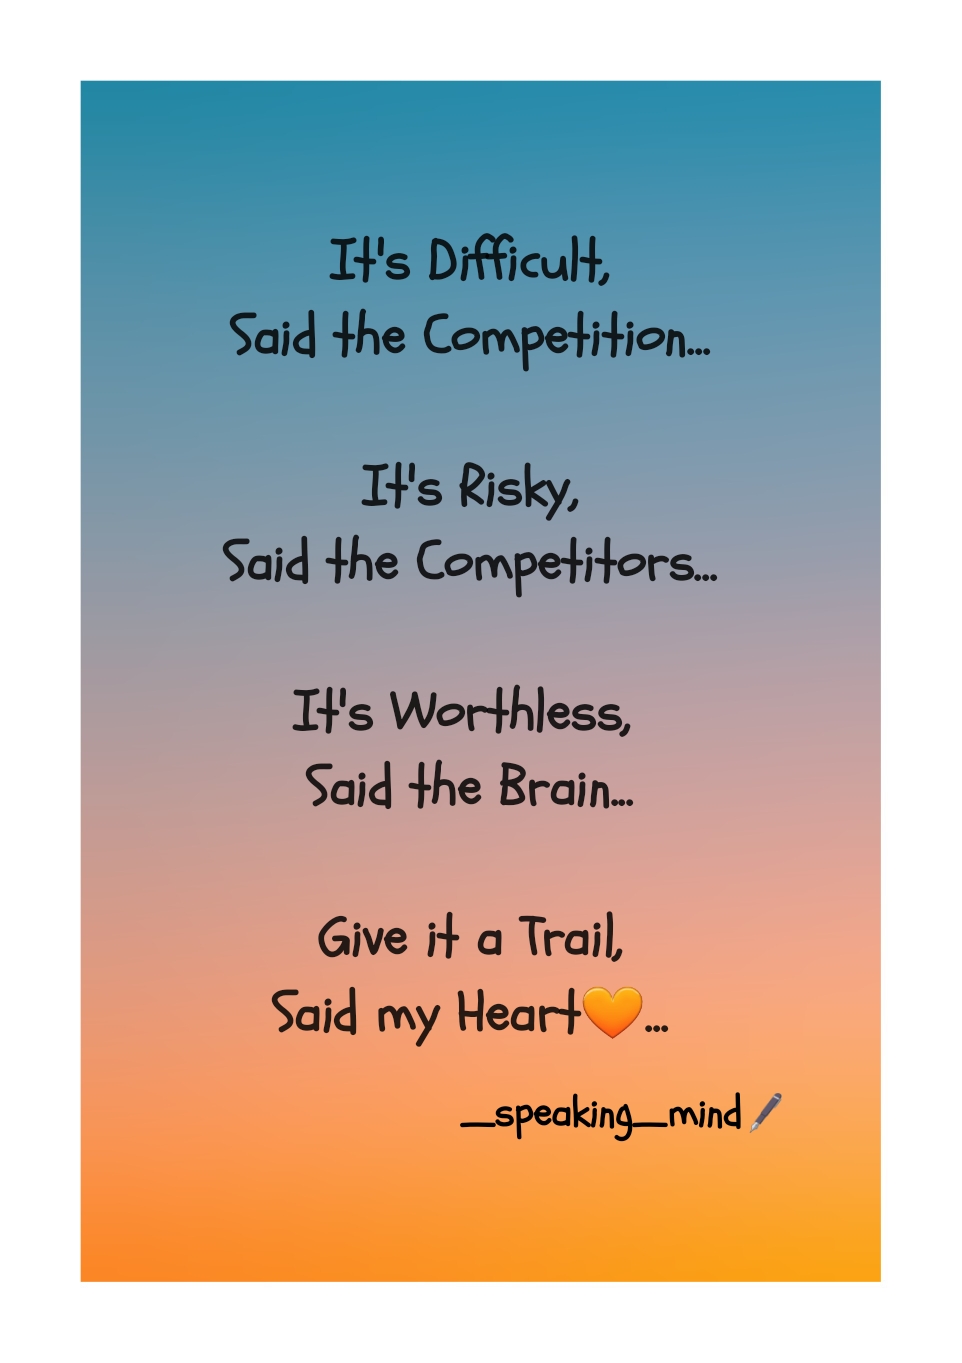 It's Difficult,
Said the Competition...
It's Risky,
Said the Competitors...
It's Worthless,
Said the Brain...
Give it a Trail,
Said my Heart🧡...
_speaking_mind🖋️